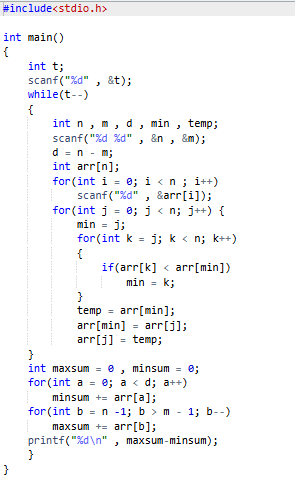 #include<stdio.h>
int main()
{
    int t;
    scanf("%d" , &t);
    while(t--)
    {
        int n , m , d , min , temp;
        scanf("%d %d" , &n , &m);
        d = n - m;
        int arr[n];
        for(int i = 0; i < n ; i++)
            scanf("%d" , &arr[i]);
        for(int j = 0; j < n; j++) {
            min = j;
            for(int k = j; k < n; k++)
            {
                if(arr[k] < arr[min])
                    min = k;
            }
            temp = arr[min];
            arr[min] = arr[j];
            arr[j] = temp;
    }
    int maxsum = 0 , minsum = 0;
    for(int a = 0; a < d; a++)
        minsum += arr[a];
    for(int b = n -1; b > m - 1; b--)
        maxsum += arr[b];
    printf("%d\n" , maxsum-minsum);
    }
}